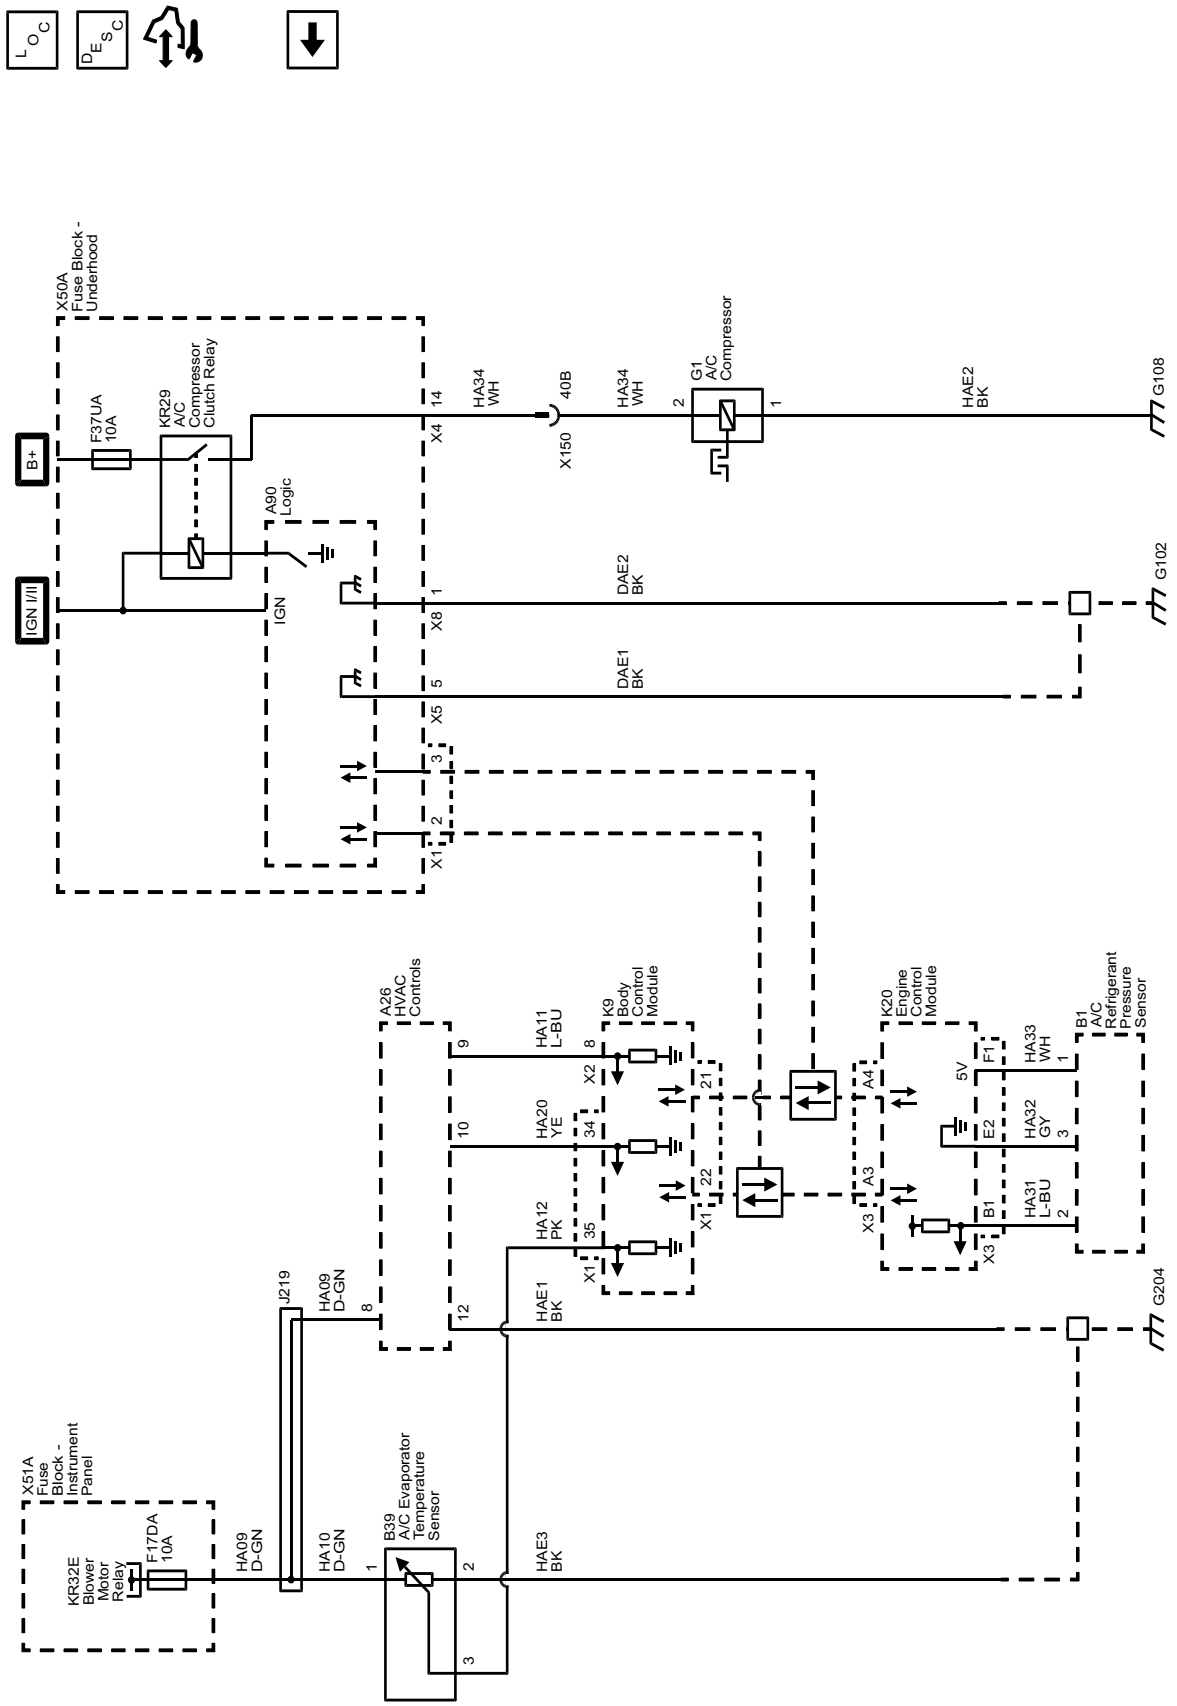 LOC
DESC
X51A
Fuse
Block -
Instrument
Panel
KR32E
Blower
Motor
Relay
F17DA
10A
HA09
D-GN
J219
HA10
D-GN
HA09
D-GN
1
B39
A/C Evaporator
Temperature
Sensor
3
2
8
A26
HVAC
Controls
12
10
9
HAE3
BK
HAE1
BK
HA12
PK
HA20
YE
HA11
L-BU
X1
35
34
X2
8
K9
Body
Control
Module
X1
22
21
X3
A3
A4
K20
Engine
Control
Module
5V
X3
B1
E2
F1
HA31
L-BU
HA32
GY
HA33
WH
2
3
1
B1
A/C
Refrigerant
Pressure
Sensor
G204
IGN I/II
B+
X50A
Fuse Block -
Underhood
F37UA
10A
KR29
A/C
Compressor
Clutch Relay
A90
Logic
IGN
X1
2
3
X5
5
X8
1
X4
14
DAE1
BK
DAE2
BK
HA34
WH
X150
40B
HA34
WH
2
G1
A/C
Compressor
1
HAE2
BK
G102
G108